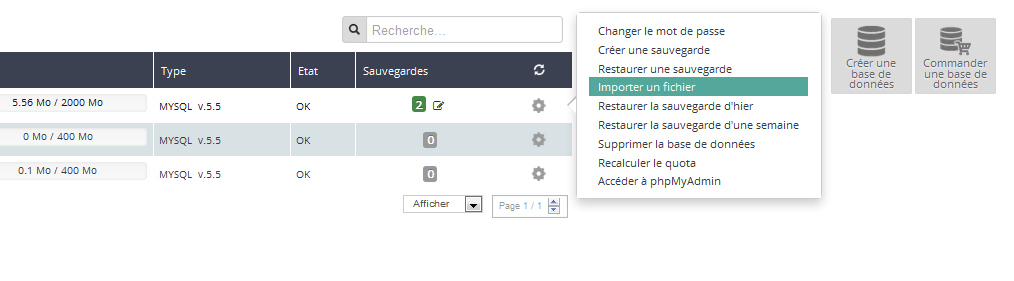 Recherche...
Changer le mot de passe
Créer une sauvegarde
Restaurer une sauvegarde
Importer un fichier
Restaurer la sauvegarde d'hier
Restaurer la sauvegarde d'une semaine
Supprimer la base de données
Recalculer le quota
Accéder à phpMyAdmin
Créer une
base de
données
Commander
une base de
données
Type
Etat
Sauvegardes
5.56 Mo / 2000 Mo
MYSQL v.5.5
OK
2
0 Mo / 400 Mo
MYSQL v.5.5
OK
0
0.1 Mo / 400 Mo
MYSQL v.5.5
OK
0
Afficher
Page 1 / 1